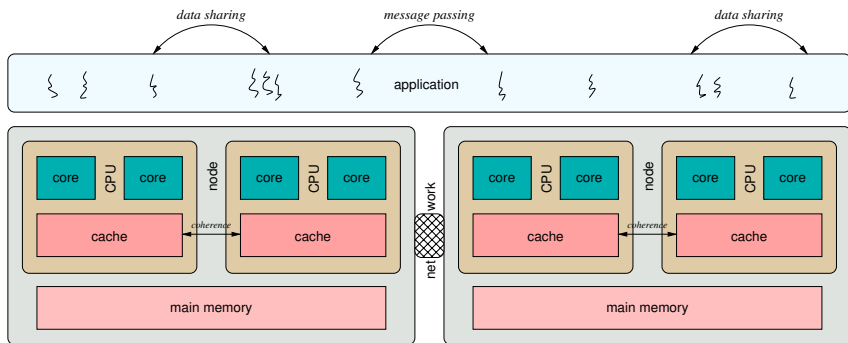 data sharing message passing data sharing
application
core CPU core node core CPU core work core CPU core node core CPU core
cache coherence cache net cache coherence cache
main memory main memory